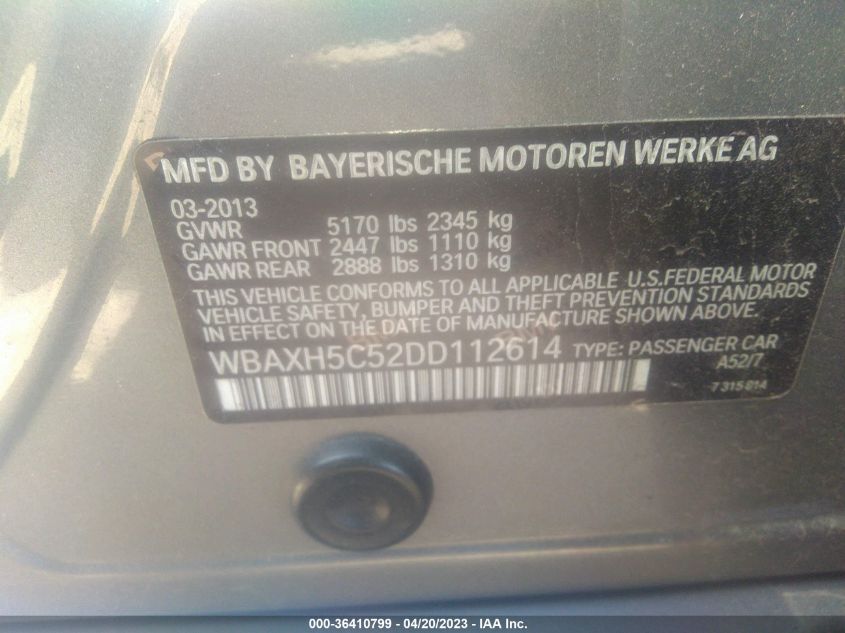 MFD BY BAYERISCHE MOTOREN WERKE AG
03-2013
GVWR 5170 lbs 2345 kg
GAWR FRONT 2447 lbs 1110 kg
GAWR REAR 2888 lbs 1310 kg
THIS VEHICLE CONFORMS TO ALL APPLICABLE U.S.FEDERAL MOTOR
VEHICLE SAFETY, BUMPER AND THEFT PREVENTION STANDARDS
IN EFFECT ON THE DATE OF MANUFACTURE SHOWN ABOVE.
WBAXH5C52DD112614 TYPE: PASSENGER CAR
A52/7
7 315 614
000-36410799 - 04/20/2023 - IAA Inc.